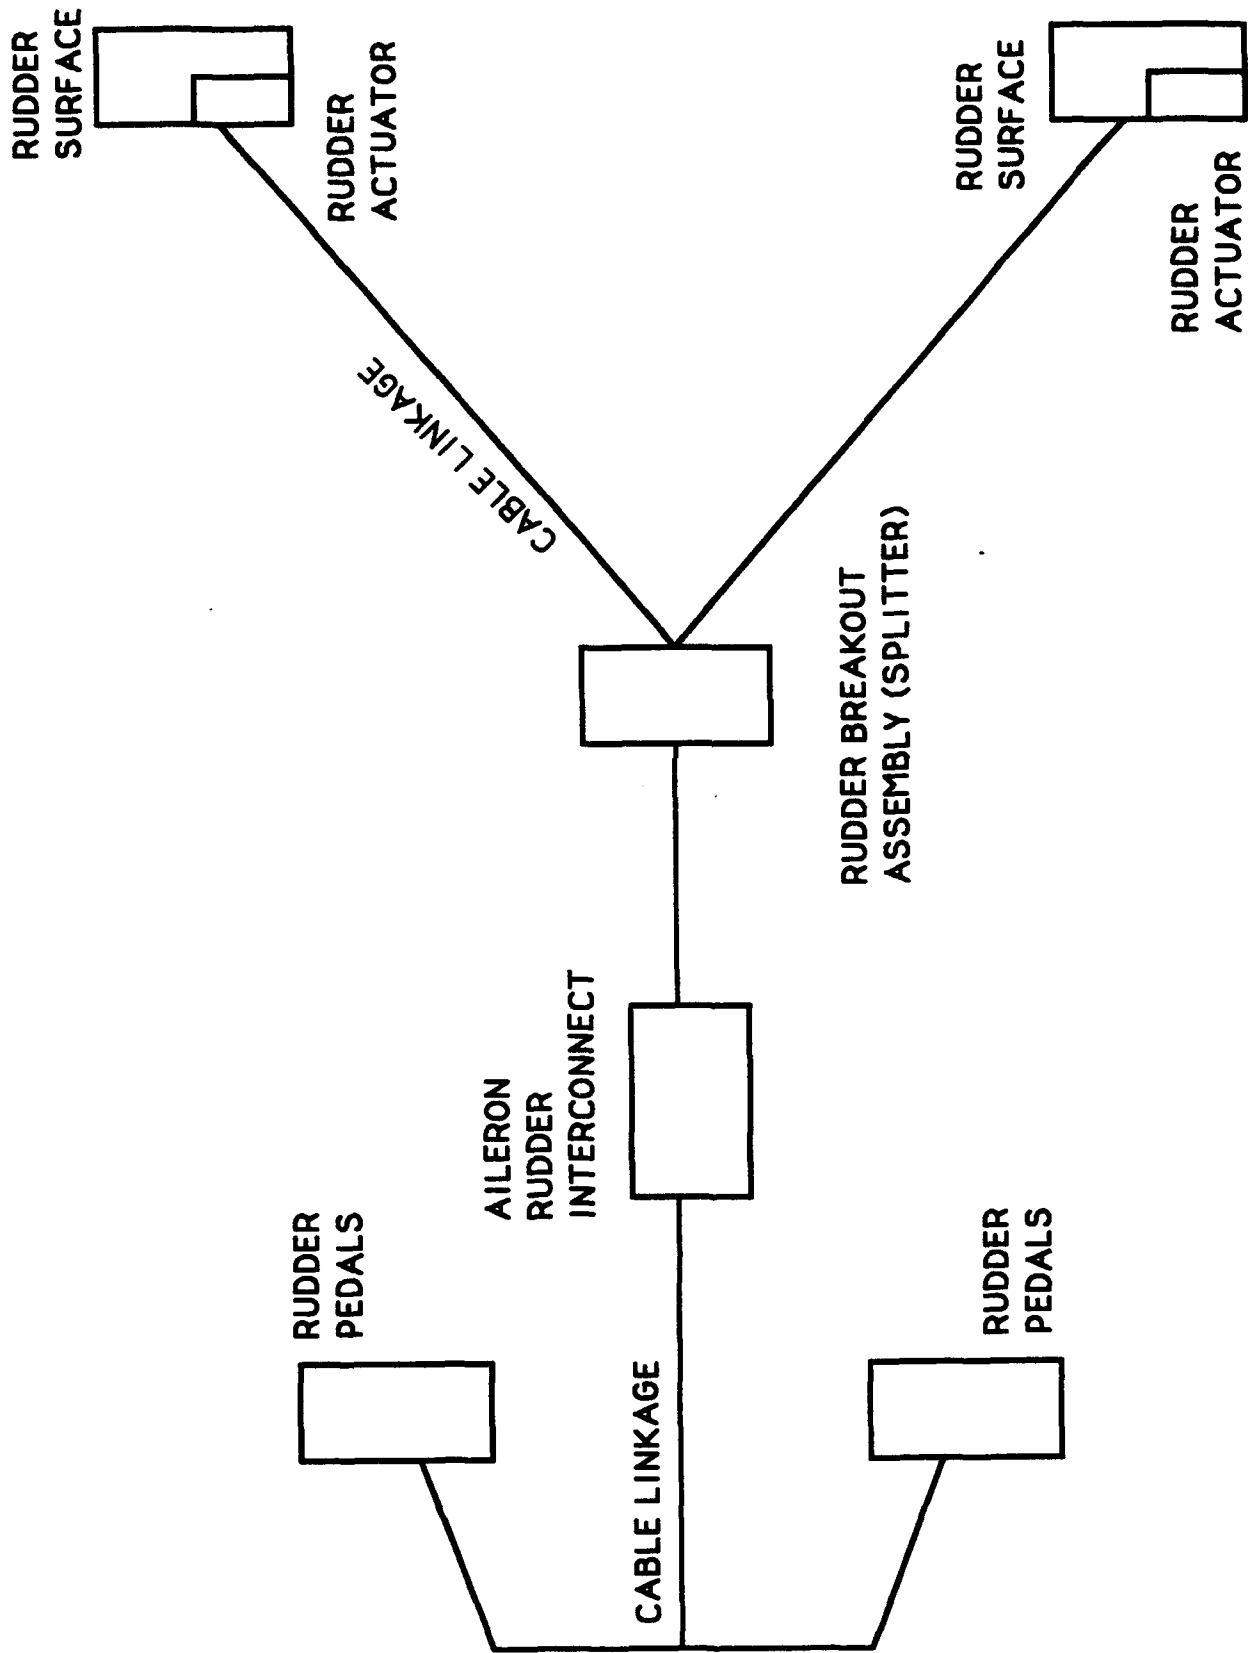 RUDDER
SURFACE
RUDDER
ACTUATOR
CABLE LINKAGE
RUDDER
SURFACE
RUDDER
ACTUATOR
RUDDER BREAKOUT
ASSEMBLY (SPLITTER)
AILERON
RUDDER
INTERCONNECT
RUDDER
PEDALS
CABLE LINKAGE
RUDDER
PEDALS